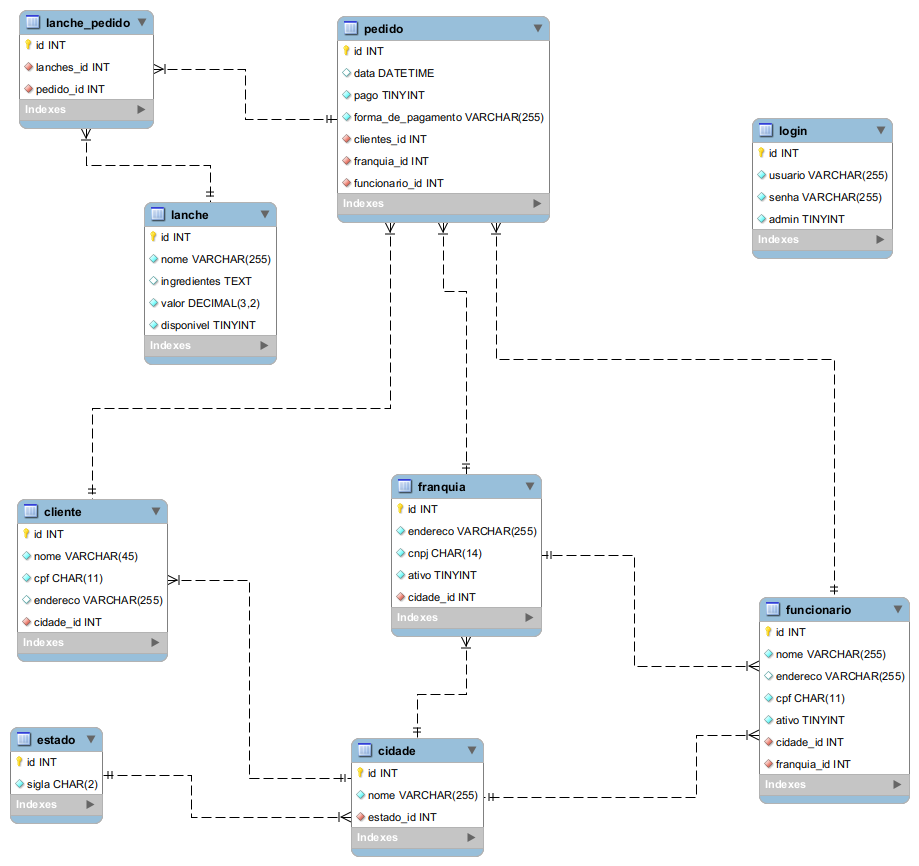 lanche_pedido
id INT
lanches_id INT
pedido_id INT
Indexes
pedido
id INT
data DATETIME
pago TINYINT
forma_de_pagamento VARCHAR(255)
clientes_id INT
franquia_id INT
funcionario_id INT
Indexes
login
id INT
usuario VARCHAR(255)
senha VARCHAR(255)
admin TINYINT
Indexes
lanche
id INT
nome VARCHAR(255)
ingredientes TEXT
valor DECIMAL(3,2)
disponivel TINYINT
Indexes
cliente
id INT
nome VARCHAR(45)
cpf CHAR(11)
endereco VARCHAR(255)
cidade_id INT
Indexes
franquia
id INT
endereco VARCHAR(255)
cnpj CHAR(14)
ativo TINYINT
cidade_id INT
Indexes
funcionario
id INT
nome VARCHAR(255)
endereco VARCHAR(255)
cpf CHAR(11)
ativo TINYINT
cidade_id INT
franquia_id INT
Indexes
estado
id INT
sigla CHAR(2)
Indexes
cidade
id INT
nome VARCHAR(255)
estado_id INT
Indexes